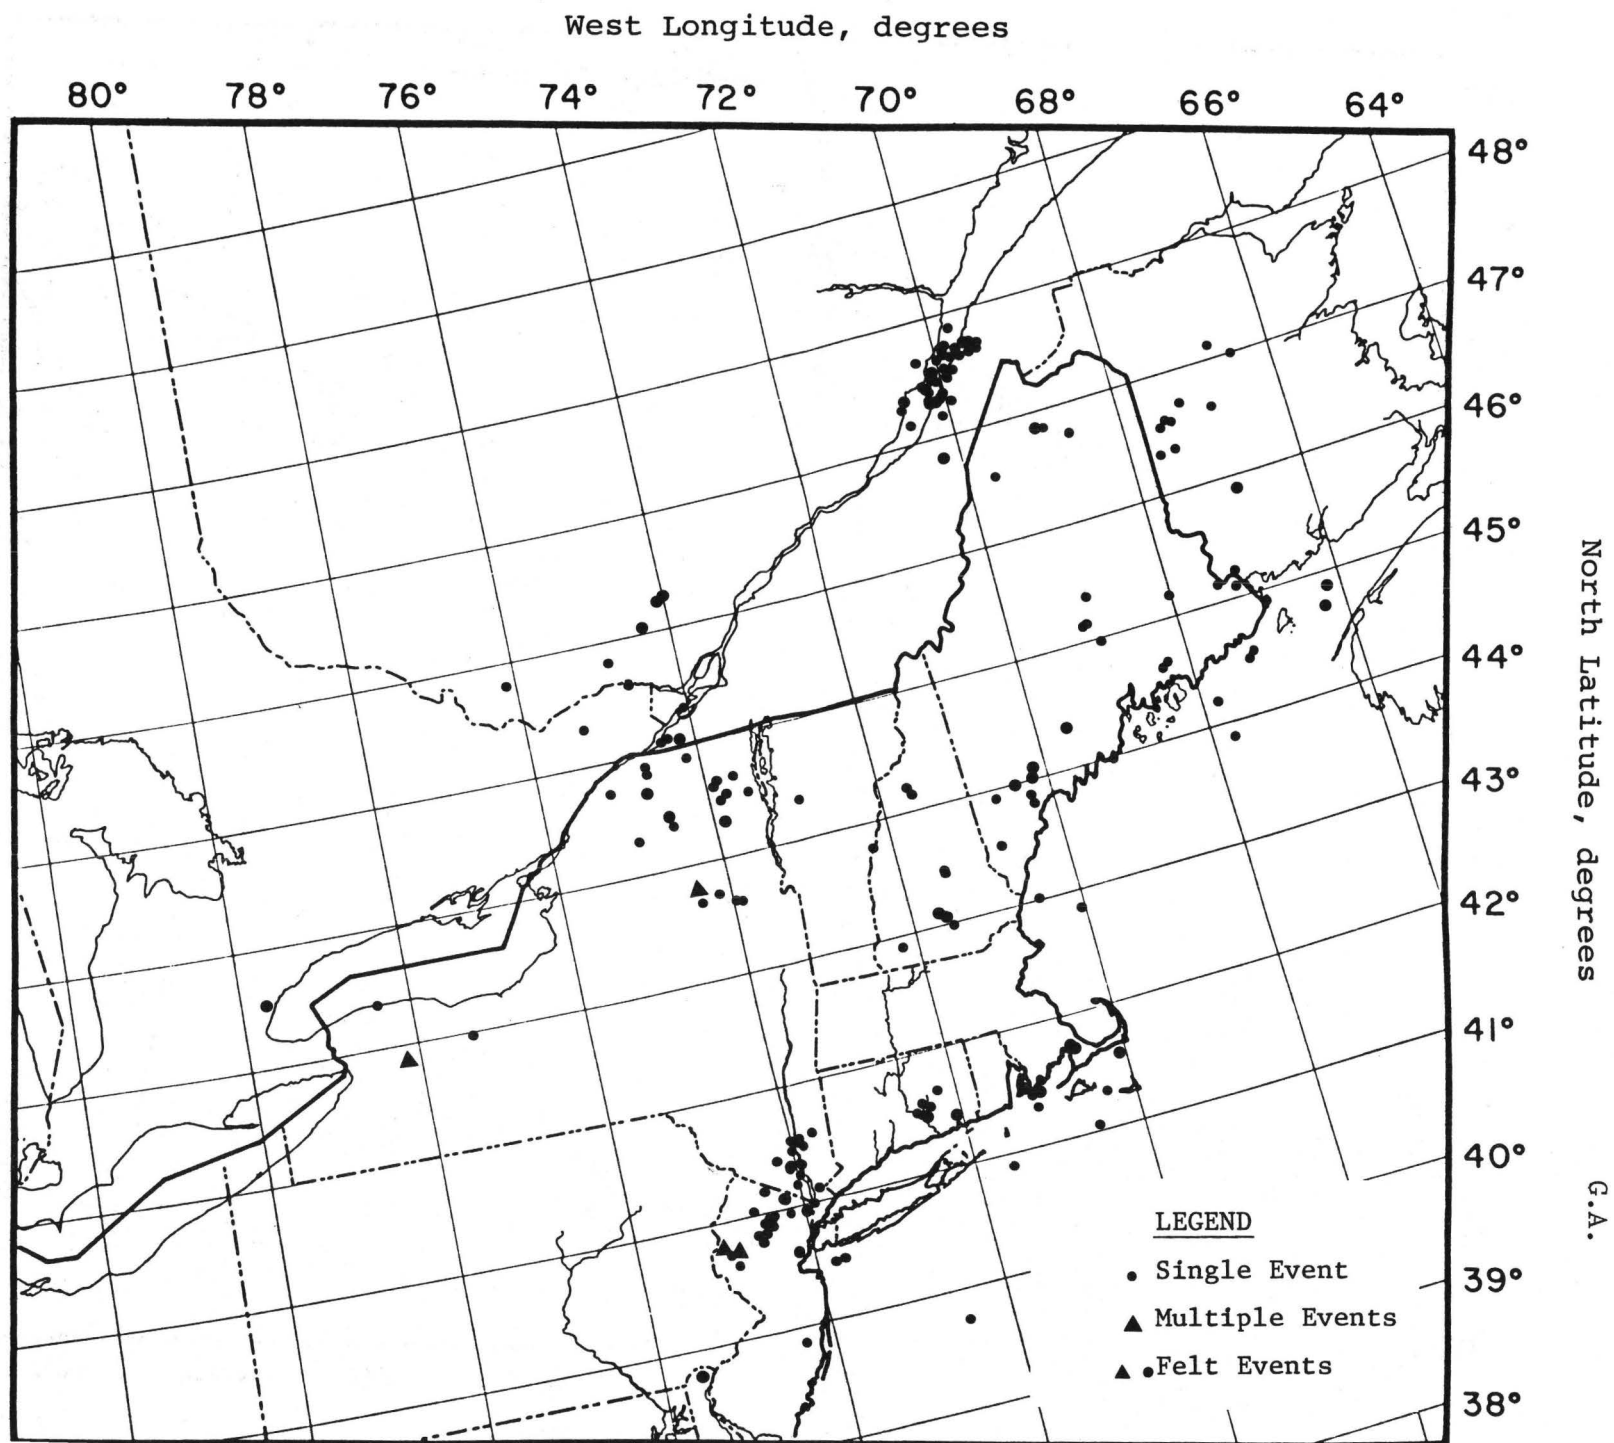 West Longitude, degrees
80° 78° 76° 74° 72° 70° 68° 66° 64°
48°
47°
46°
45°
44°
43°
42°
41°
40°
39°
38°
North Latitude, degrees
G.A.
LEGEND
Single Event
Multiple Events
Felt Events